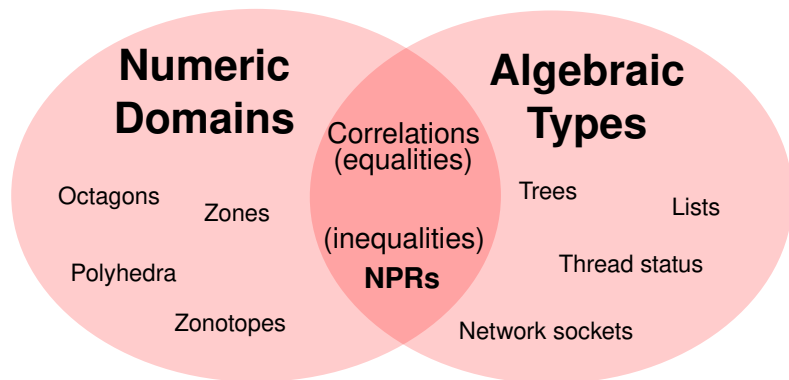 Numeric
Domains
Octagons
Zones
Polyhedra
Zonotopes
Correlations
(equalities)
(inequalities)
NPRs
Algebraic
Types
Trees
Lists
Thread status
Network sockets